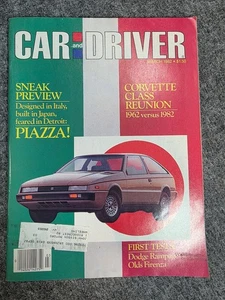 CAR and DRIVER
SNEAK
PREVIEW
Designed in Italy,
built in Japan,
feared in Detroit:
PIAZZA!
CORVETTE
CLASS
REUNION
1962 versus 1982
FIRST TESTS
Dodge Rampage
Olds Firenza